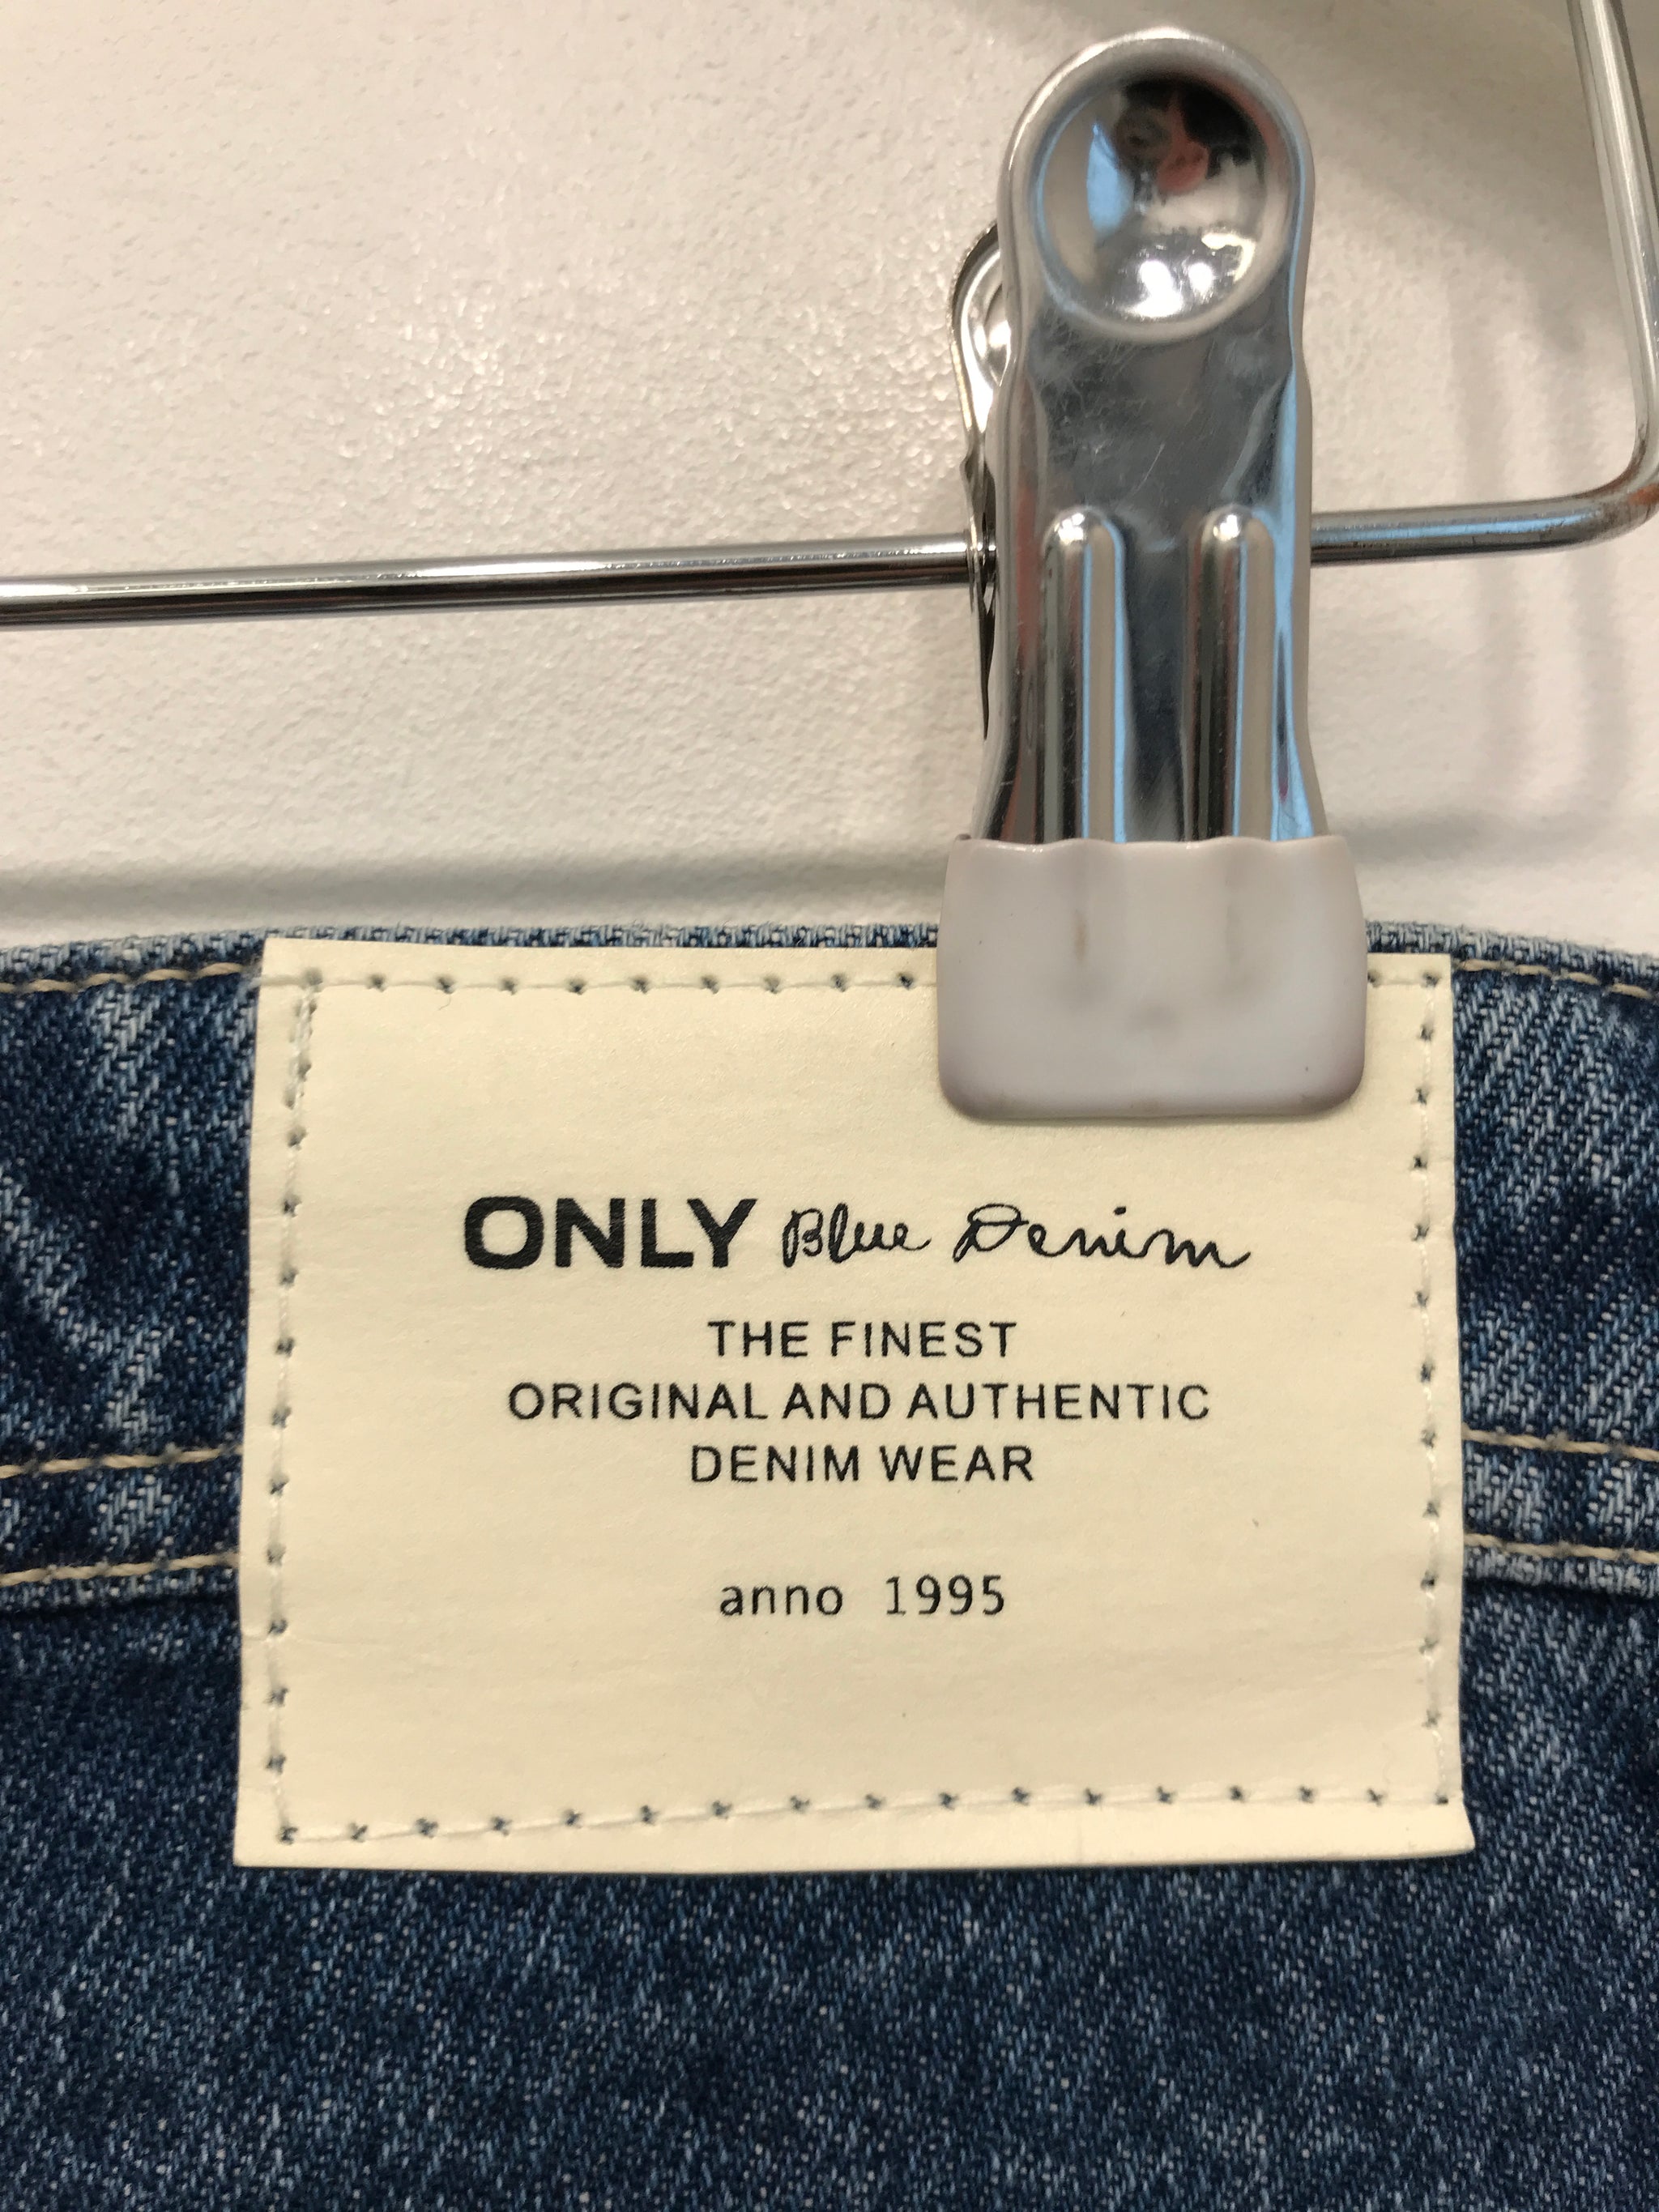 ONLY Blue Denim
THE FINEST
ORIGINAL AND AUTHENTIC
DENIM WEAR
anno 1995